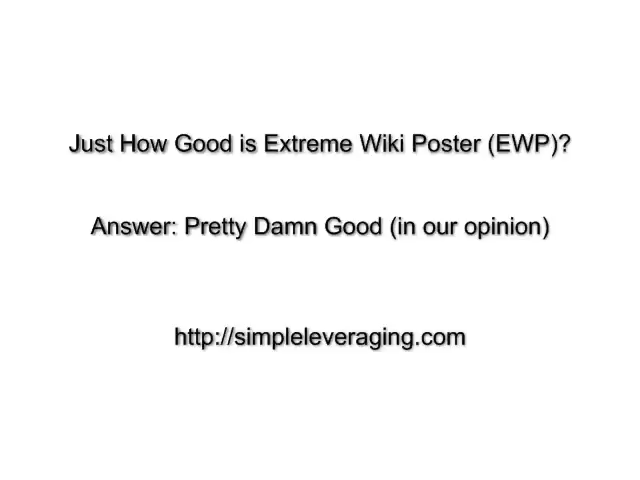 Just How Good is Extreme Wiki Poster (EWP)?
Answer: Pretty Damn Good (in our opinion)
http://simpleleveraging.com